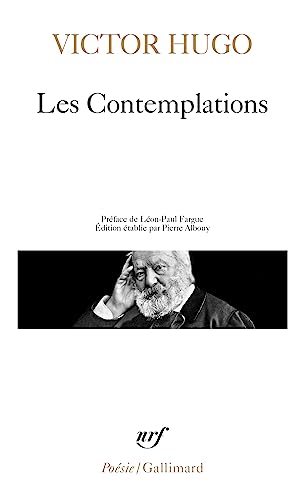 VICTOR HUGO
Les Contemplations
Préface de Léon-Paul Fargue
Édition établie par Pierre Albouy
nrf
Poésie/Gallimard